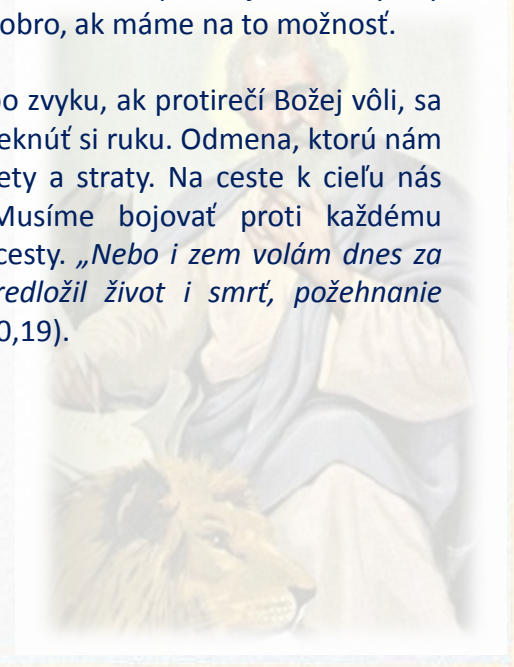 obro, ak máme na to možnosť.
bo zvyku, ak protirečí Božej vôli, sa
eknúť si ruku. Odmena, ktorú nám
ety a straty. Na ceste k cieľu nás
Musíme bojovať proti každému
cesty. „Nebo i zem volám dnes za
redložil život i smrť, požehnanie
0,19).